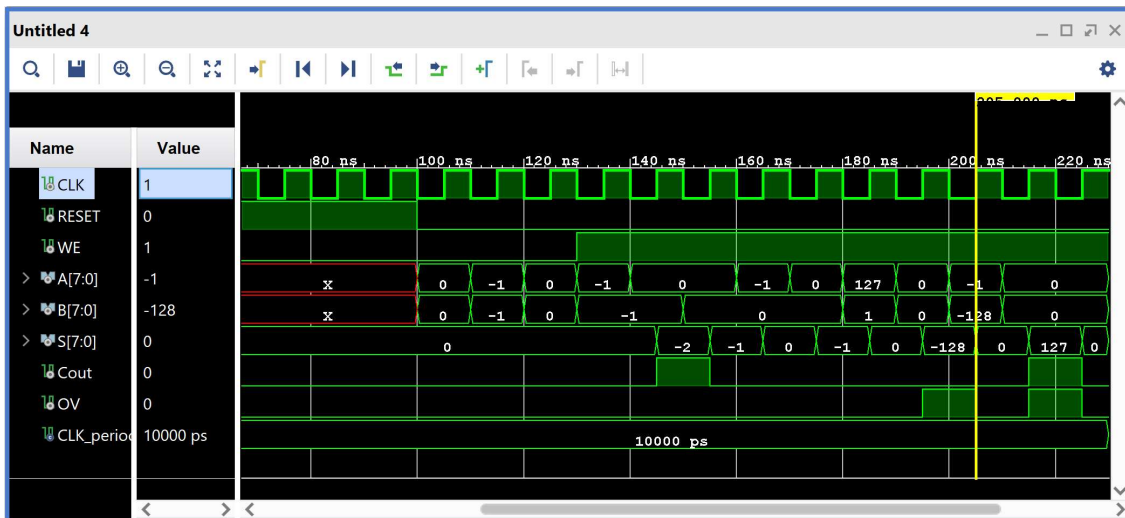 Untitled 4
Name Value
80 ns 100 ns 120 ns 140 ns 160 ns 180 ns 200 ns 220 ns
CLK 1
RESET 0
WE 1
A[7:0] -1 X 0 -1 0 -1 0 -1 0 127 0 -1 0
B[7:0] -128 X 0 -1 0 -1 0 1 0 -128 0
S[7:0] 0 0 -2 -1 0 -1 0 -128 0 127 0
Cout 0
OV 0
10000 ps 10000 ps